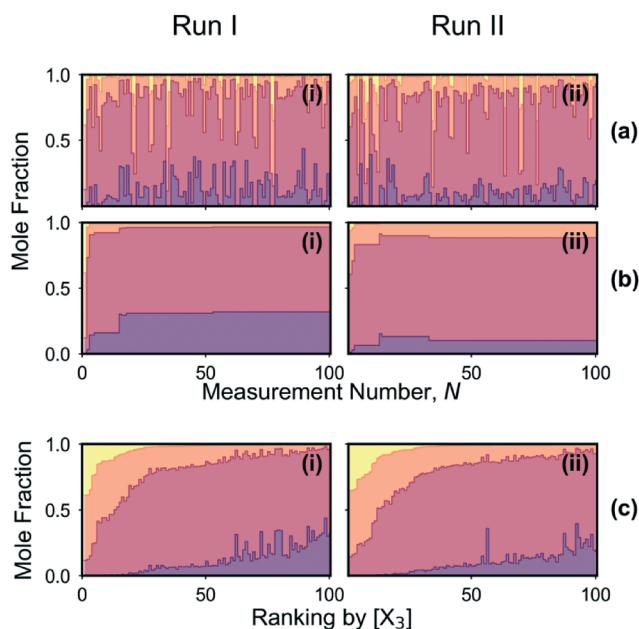 Run I Run II
1.0 (i) (ii)
0.5 (a)
Mole Fraction
1.0 (i) (ii)
0.5 (b)
0.0
0 50 100 50 100
Measurement Number, N
1.0 (i) (ii)
Mole Fraction
0.5 (c)
0.0
0 50 100 50 100
Ranking by [X₃]